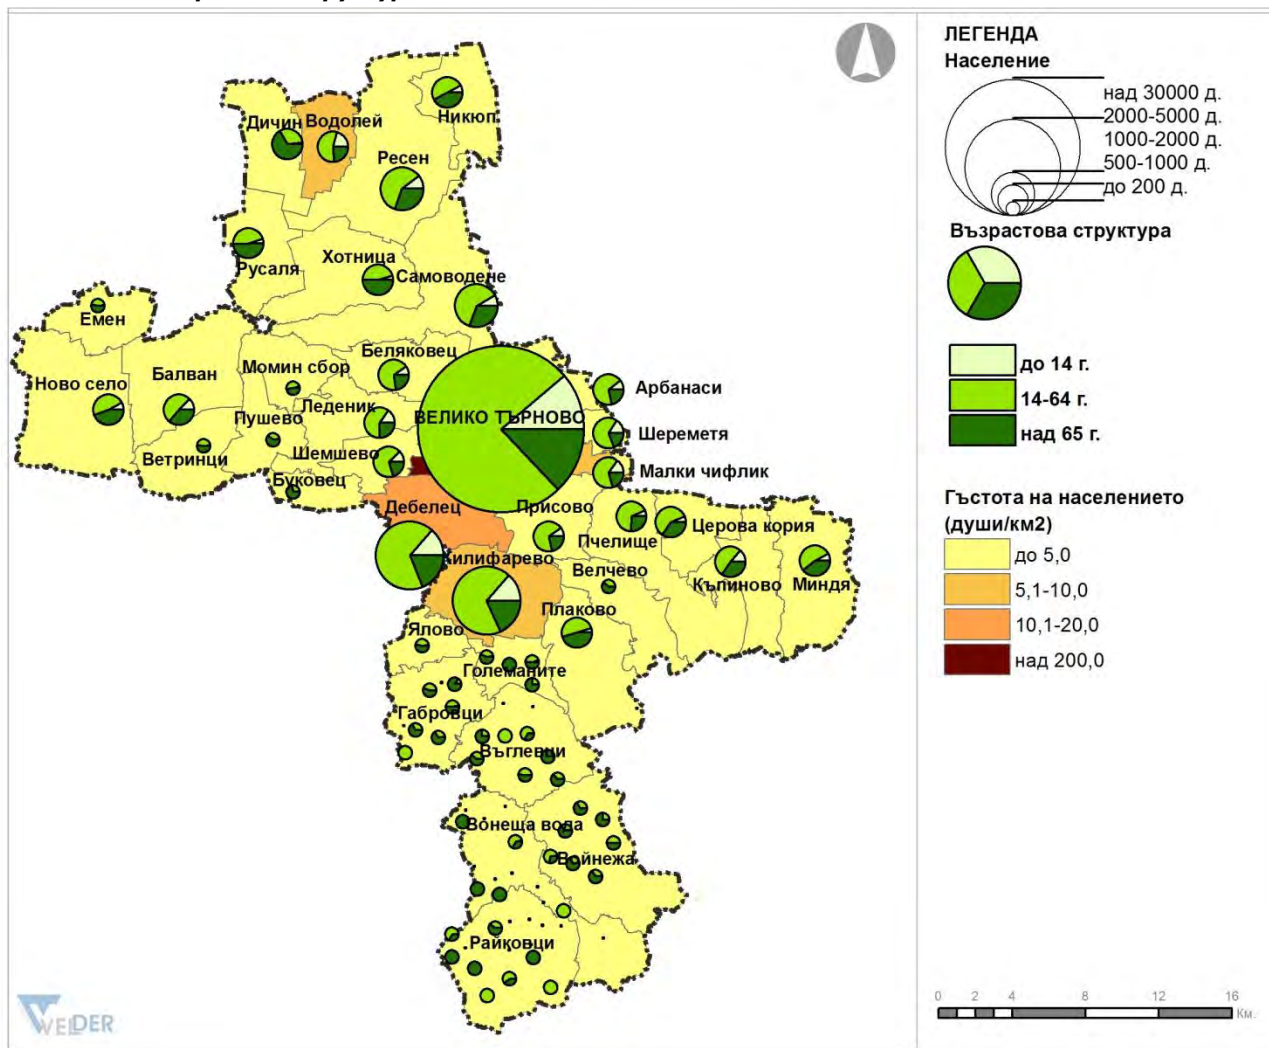 ЛЕГЕНДА
Население
над 30000 д.
2000-5000 д.
1000-2000 д.
500-1000 д.
до 200 д.
Възрастова структура
до 14 г.
14-64 г.
над 65 г.
Гъстота на населението
(души/км2)
до 5,0
5,1-10,0
10,1-20,0
над 200,0
0 2 4 8 12 16
Км.
Никюп
Дичин
Водолей
Ресен
Русаля
Хотница
Самоводене
Емен
Беляковец
Момин сбор
Балван
Ново село
Арбанаси
Леденик
Пушево
ВЕЛИКО ТЪРНОВО
Шереметя
Ветринци
Шемшево
Малки чифлик
Буковец
Дебелец
Присово
Церова кория
Пчелище
Килифарево
Велчево
Къпиново
Миндя
Плаково
Ялово
Големаните
Габровци
Въглевци
Вонеща вода
Войнежа
Райковци
WELDER